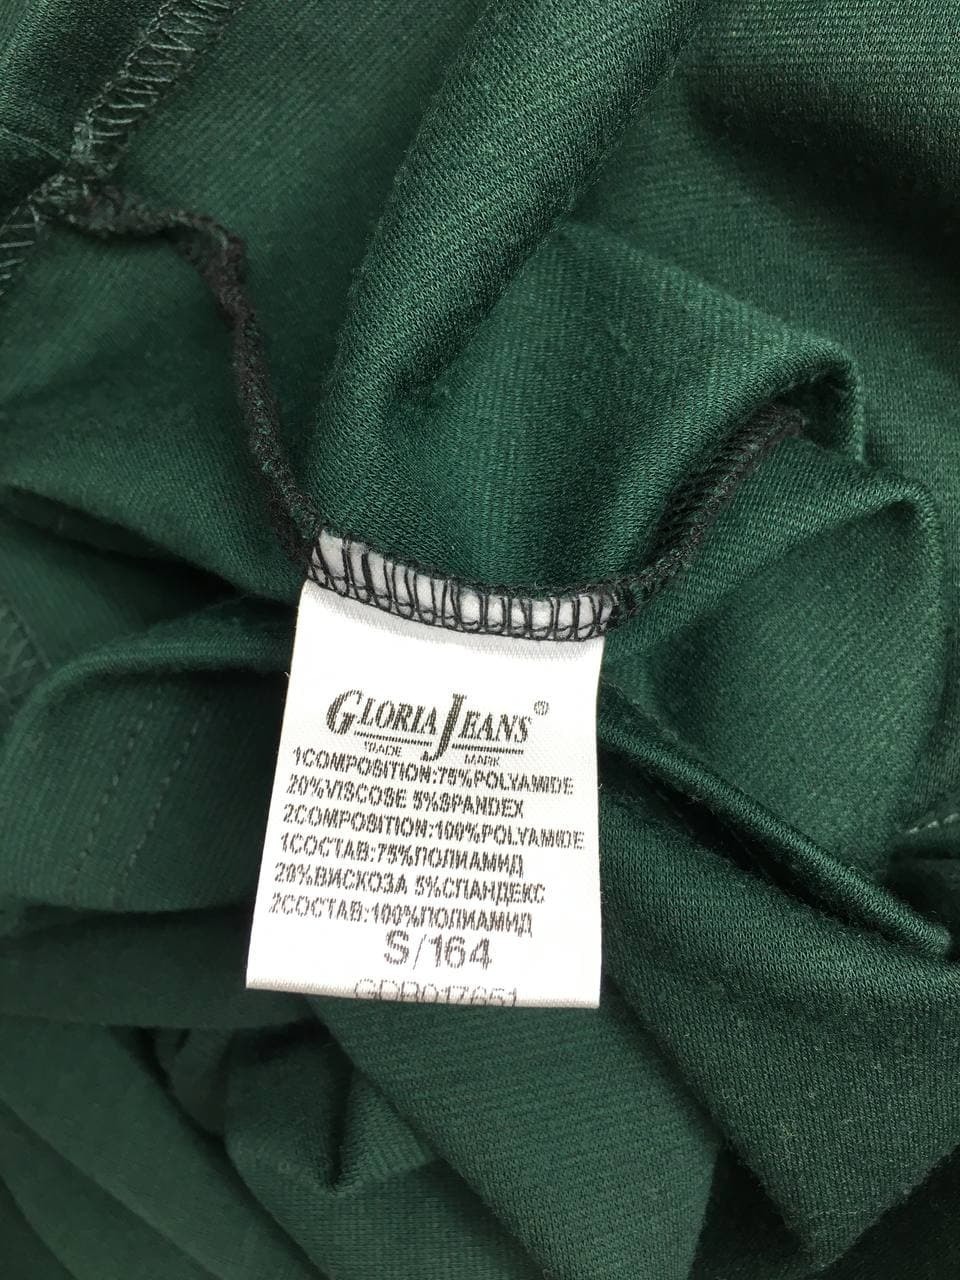 GLORIA JEANS®
TRADE MARK
1COMPOSITION:75%POLYAMIDE
20%VISCOSE 5%SPANDEX
2COMPOSITION:100%POLYAMIDE
1СОСТАВ:75%ПОЛИАМИД
20%ВИСКОЗА 5%СПАНДЕКС
2СОСТАВ:100%ПОЛИАМИД
S/164